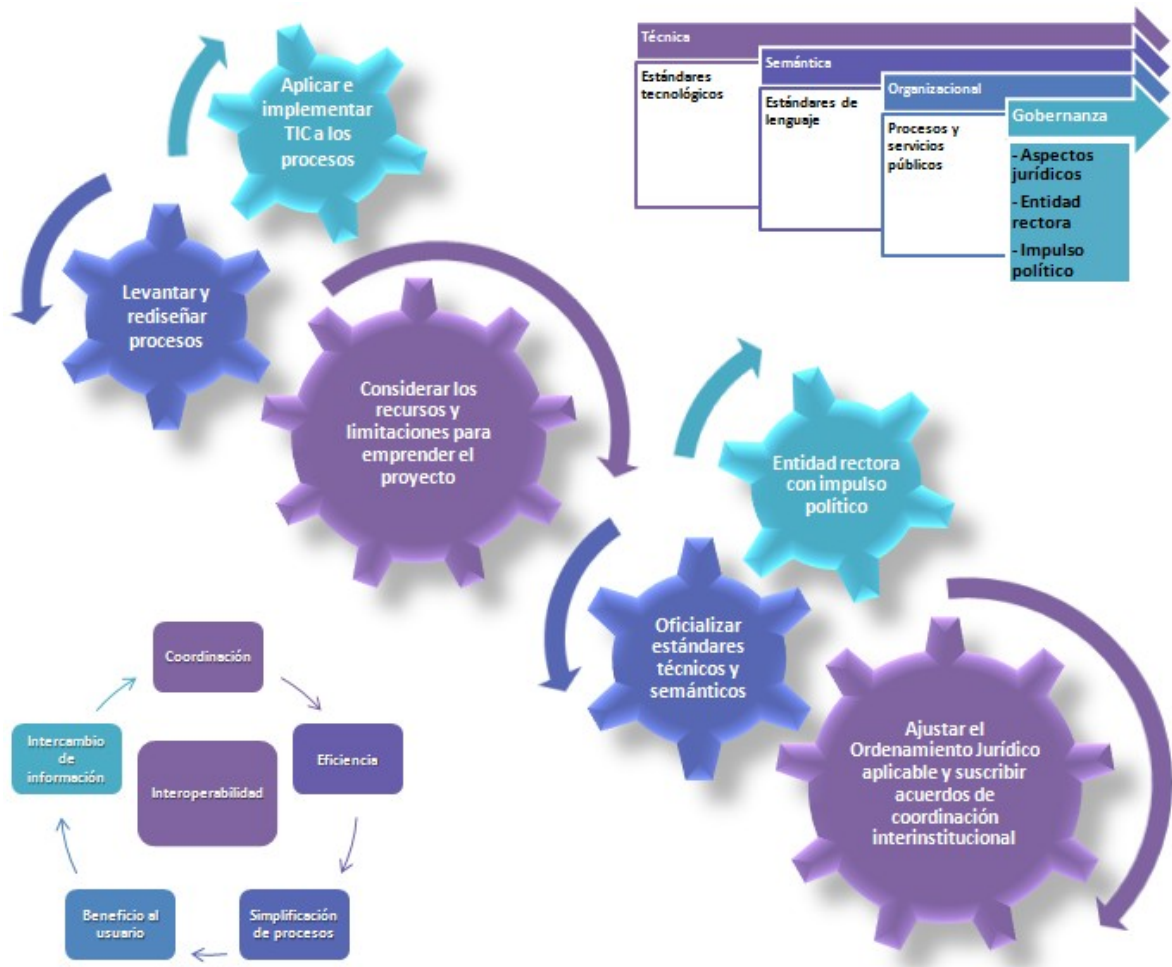 Aplicar e
implementar
TIC a los
procesos
Levantar y
rediseñar
procesos
Considerar los
recursos y
limitaciones para
emprender el
proyecto
Técnica
Estándares
tecnológicos
Semántica
Estándares de
lenguaje
Organizacional
Procesos y
servicios
públicos
Gobernanza
- Aspectos
jurídicos
- Entidad
rectora
- Impulso
político
Entidad rectora
con impulso
político
Oficializar
estándares
técnicos y
semánticos
Ajustar el
Ordenamiento Jurídico
aplicable y suscribir
acuerdos de
coordinación
interinstitucional
Coordinación
Eficiencia
Simplificación
de procesos
Beneficio al
usuario
Intercambio
de
información
Interoperabilidad